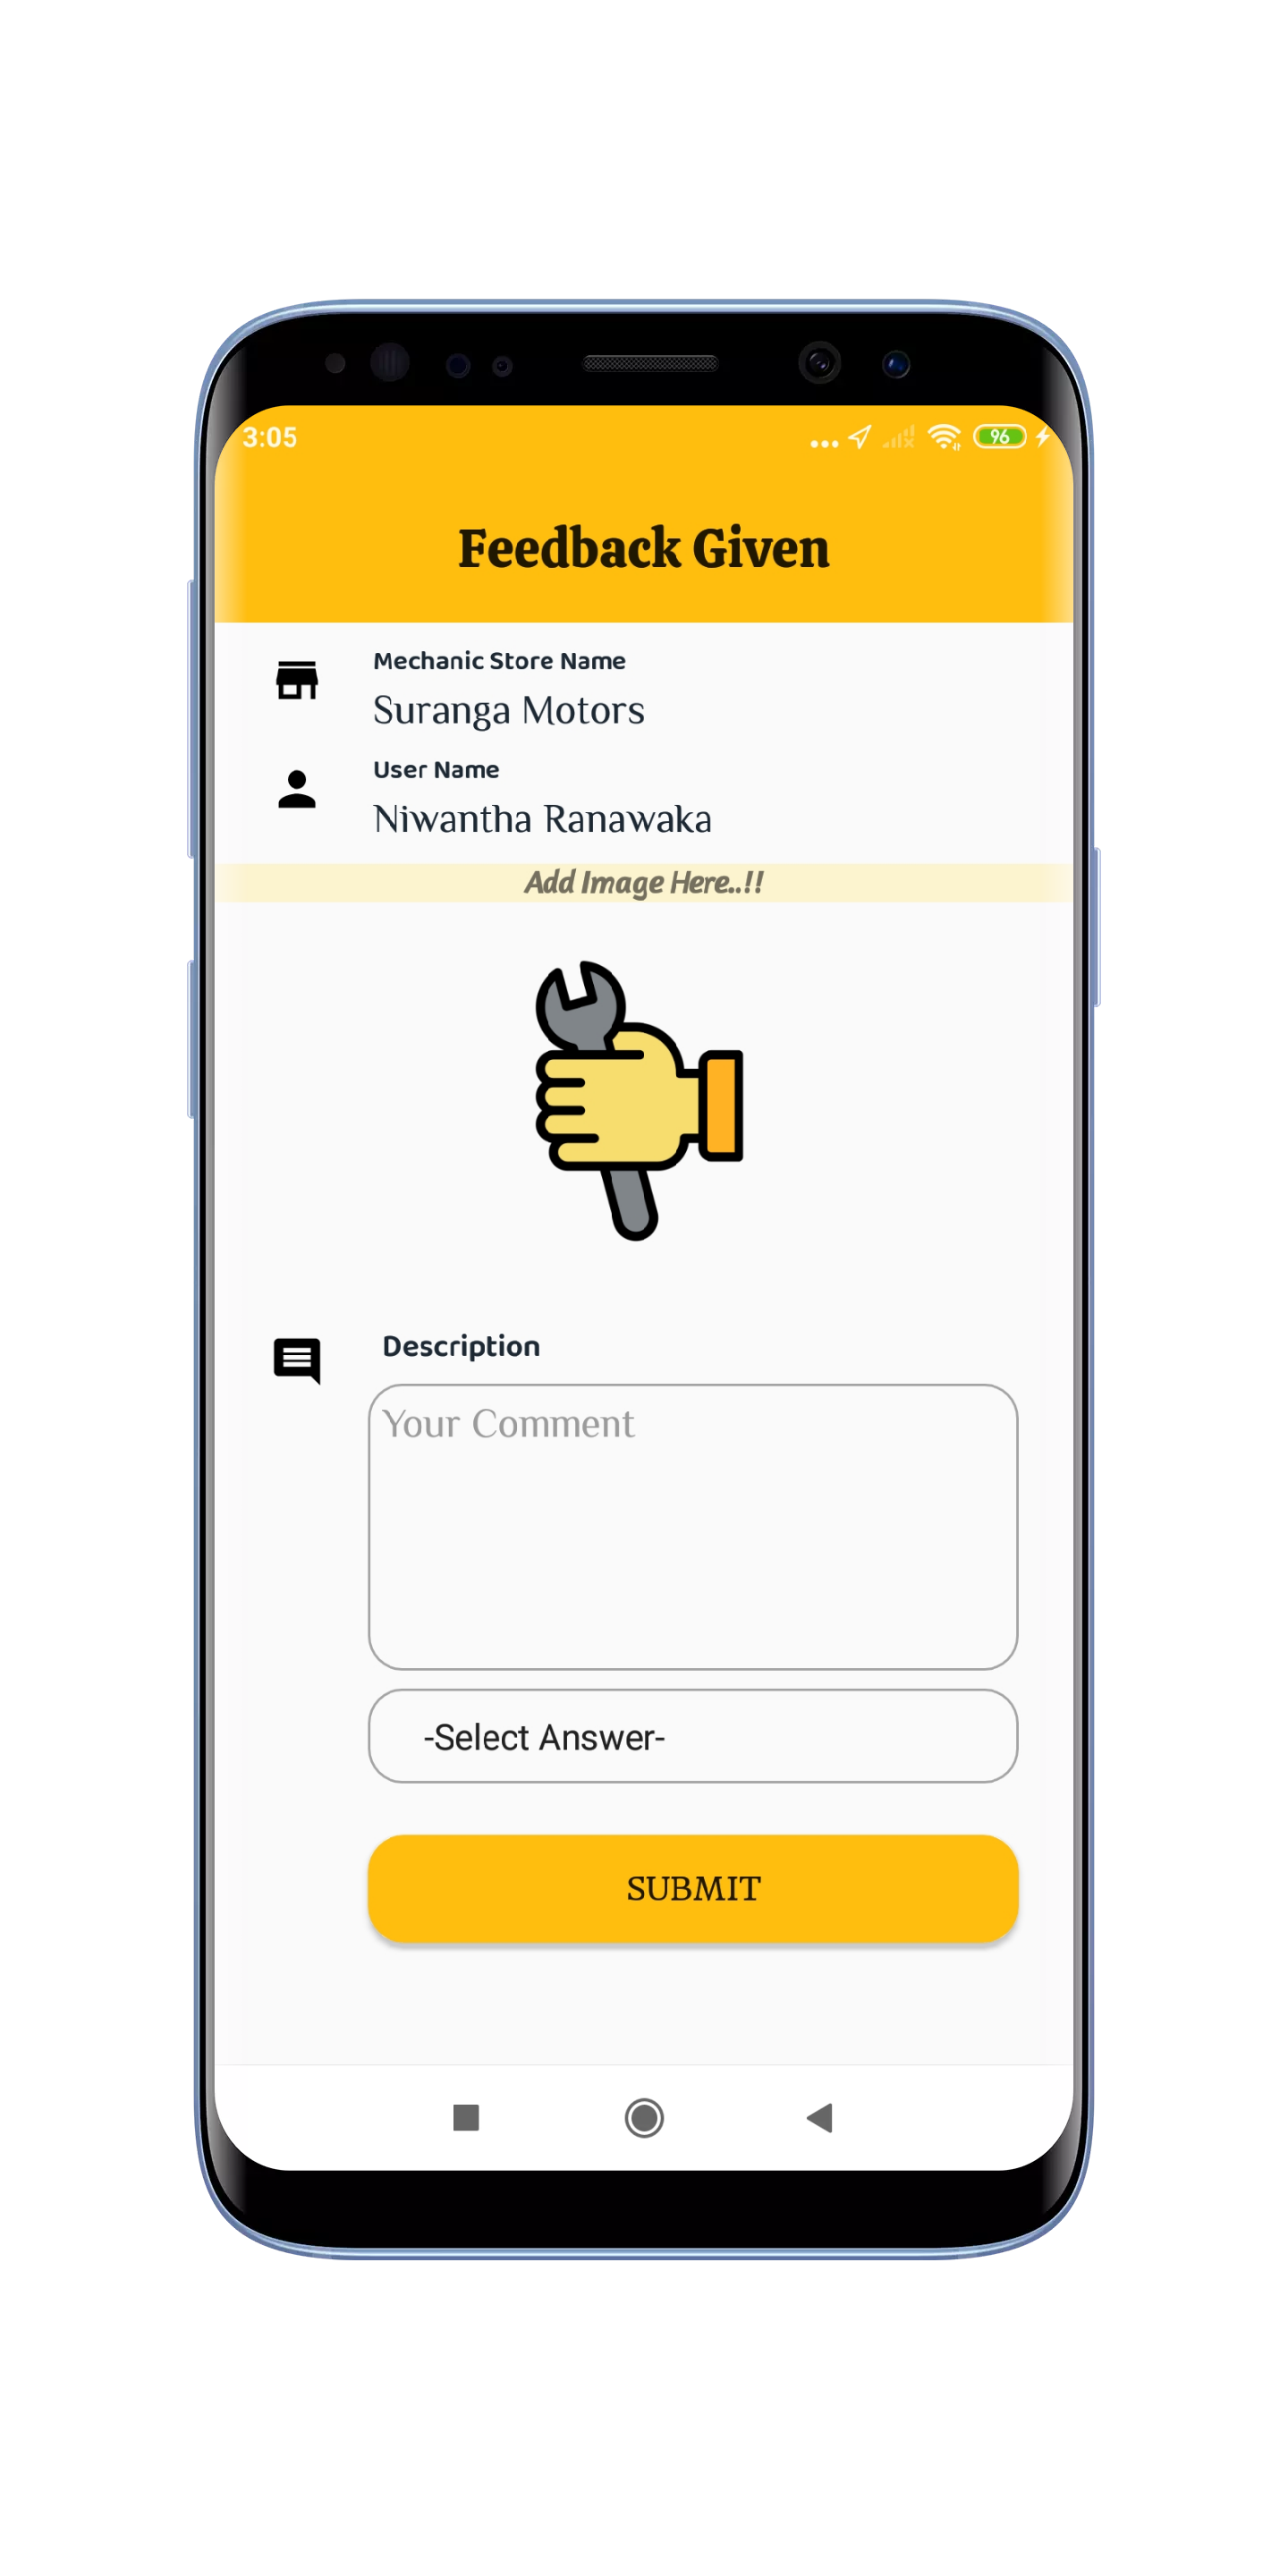 3:05
96
Feedback Given
Mechanic Store Name
Suranga Motors
User Name
Niwantha Ranawaka
Add Image Here..!!
Description
Your Comment
-Select Answer-
SUBMIT